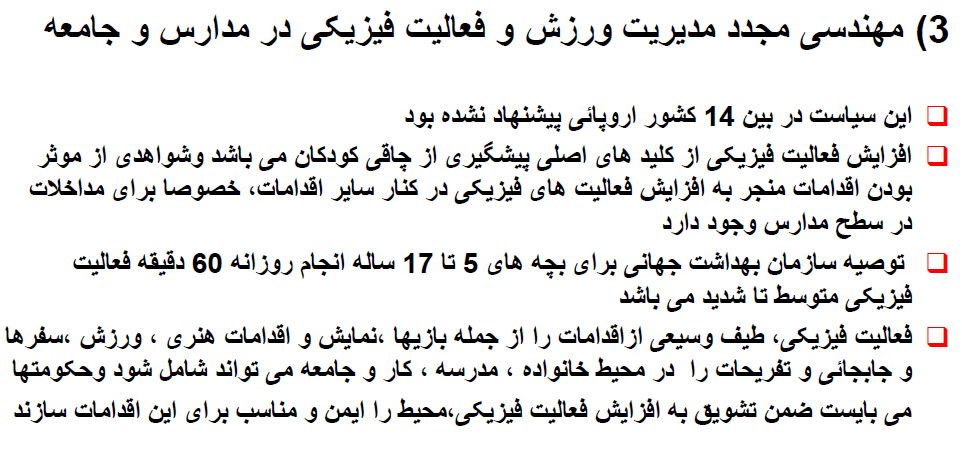 3) مهندسی مجدد مدیریت ورزش و فعالیت فیزیکی در مدارس و جامعه
این سیاست در بین 14 کشور اروپائی پیشنهاد نشده بود
افزایش فعالیت فیزیکی از کلید های اصلی پیشگیری از چاقی کودکان می باشد وشواهدی از موثر
بودن اقدامات منجر به افزایش فعالیت های فیزیکی در کنار سایر اقدامات، خصوصا برای مداخلات
در سطح مدارس وجود دارد
توصیه سازمان بهداشت جهانی برای بچه های 5 تا 17 ساله انجام روزانه 60 دقیقه فعالیت
فیزیکی متوسط تا شدید می باشد
فعالیت فیزیکی، طیف وسیعی ازاقدامات را از جمله بازیها ،نمایش و اقدامات هنری ، ورزش ،سفرها
و جابجائی و تفریحات را در محیط خانواده ، مدرسه ، کار و جامعه می تواند شامل شود وحکومتها
می بایست ضمن تشویق به افزایش فعالیت فیزیکی،محیط را ایمن و مناسب برای این اقدامات سازند